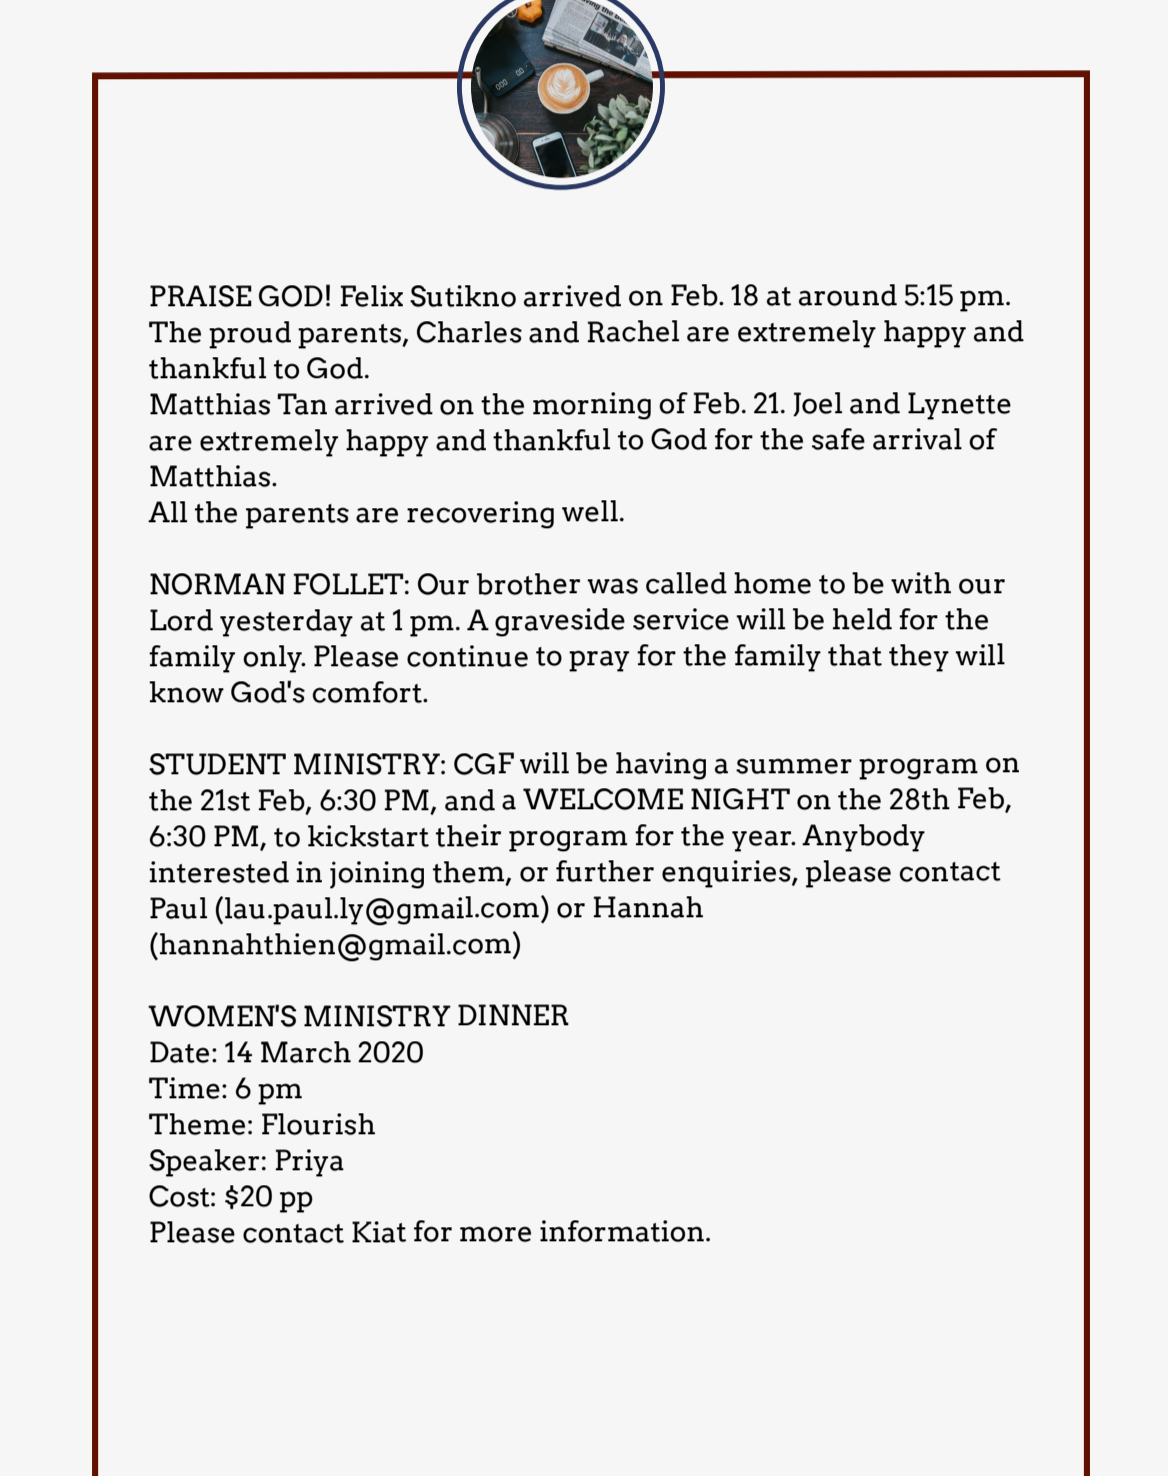 PRAISE GOD! Felix Sutikno arrived on Feb. 18 at around 5:15 pm.
The proud parents, Charles and Rachel are extremely happy and
thankful to God.
Matthias Tan arrived on the morning of Feb. 21. Joel and Lynette
are extremely happy and thankful to God for the safe arrival of
Matthias.
All the parents are recovering well.
NORMAN FOLLET: Our brother was called home to be with our
Lord yesterday at 1 pm. A graveside service will be held for the
family only. Please continue to pray for the family that they will
know God's comfort.
STUDENT MINISTRY: CGF will be having a summer program on
the 21st Feb, 6:30 PM, and a WELCOME NIGHT on the 28th Feb,
6:30 PM, to kickstart their program for the year. Anybody
interested in joining them, or further enquiries, please contact
Paul (lau.paul.ly@gmail.com) or Hannah
(hannahthien@gmail.com)
WOMEN'S MINISTRY DINNER
Date: 14 March 2020
Time: 6 pm
Theme: Flourish
Speaker: Priya
Cost: $20 pp
Please contact Kiat for more information.